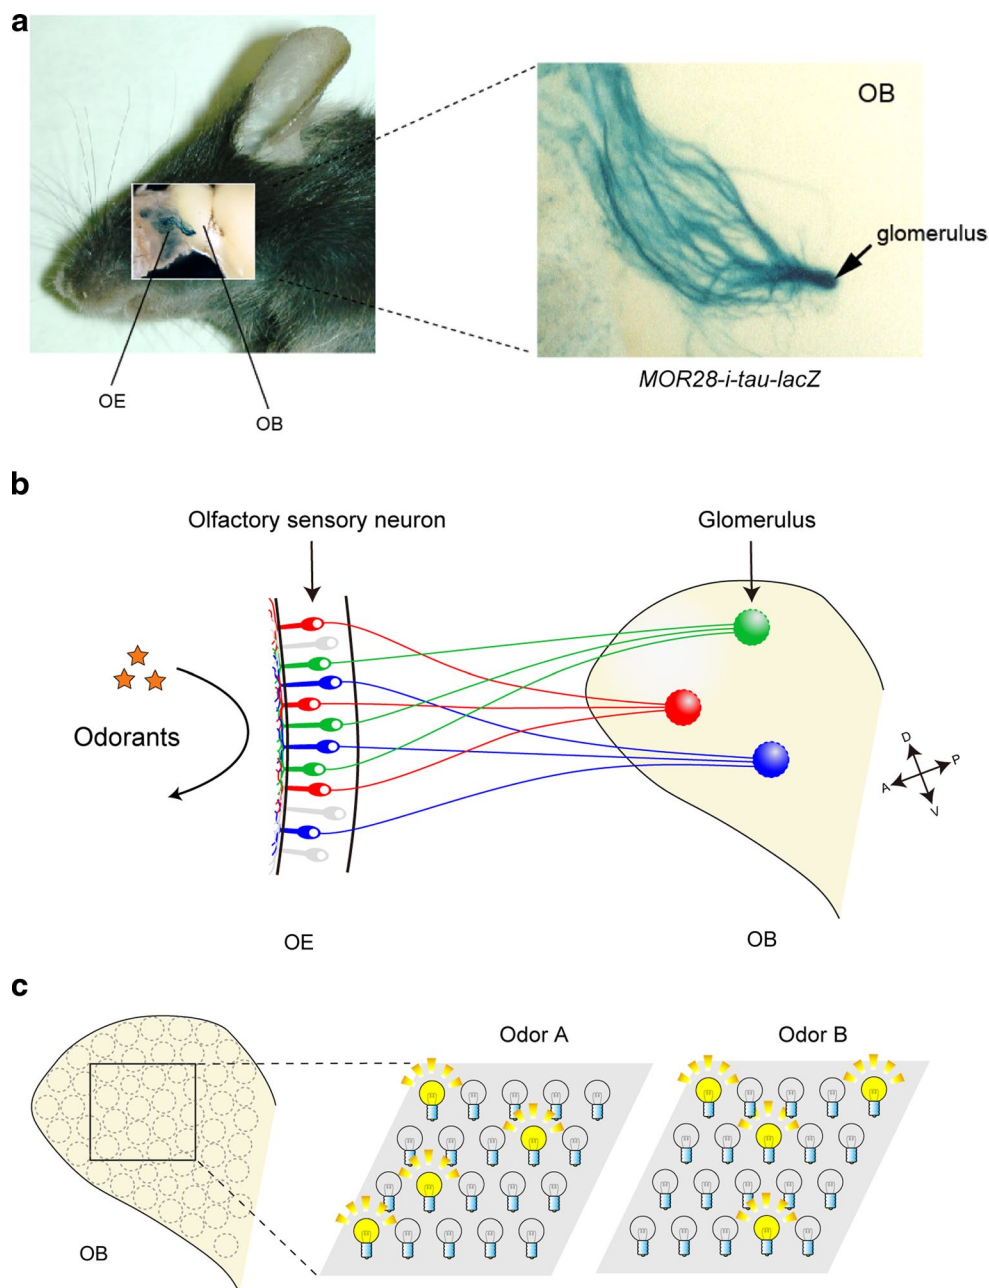 a
OB
glomerulus
OE
OB
MOR28-i-tau-lacZ
b
Olfactory sensory neuron
Glomerulus
Odorants
D
P
A
V
OE
OB
c
Odor A
Odor B
OB